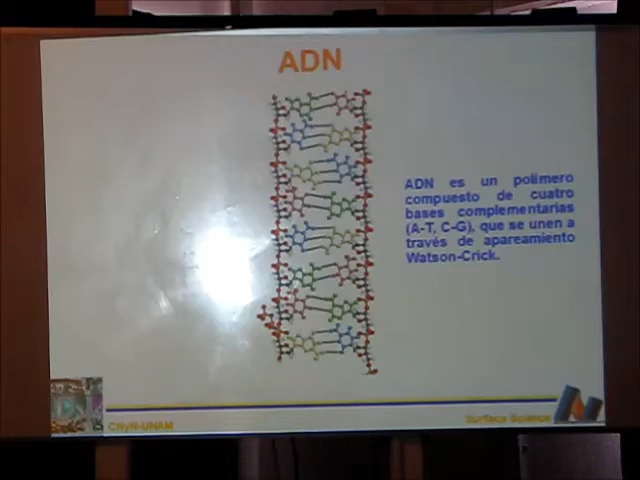 ADN
ADN es un polímero
compuesto de cuatro
bases complementarias
(A-T, C-G), que se unen a
través de apareamiento
Watson-Crick.
CNyN-UNAM
Surface Science